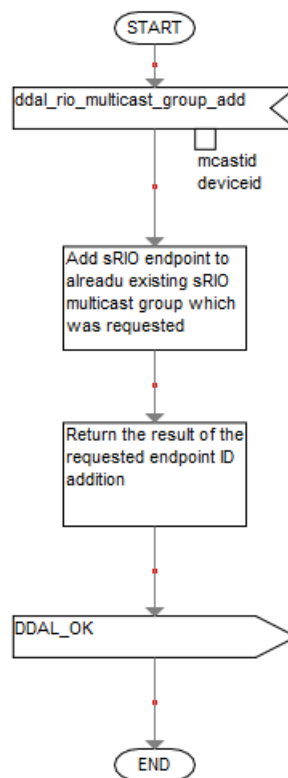 START
ddal_rio_multicast_group_add
mcastid
deviceid
Add sRIO endpoint to
alreadu existing sRIO
multicast group which
was requested
Return the result of the
requested endpoint ID
addition
DDAL_OK
END